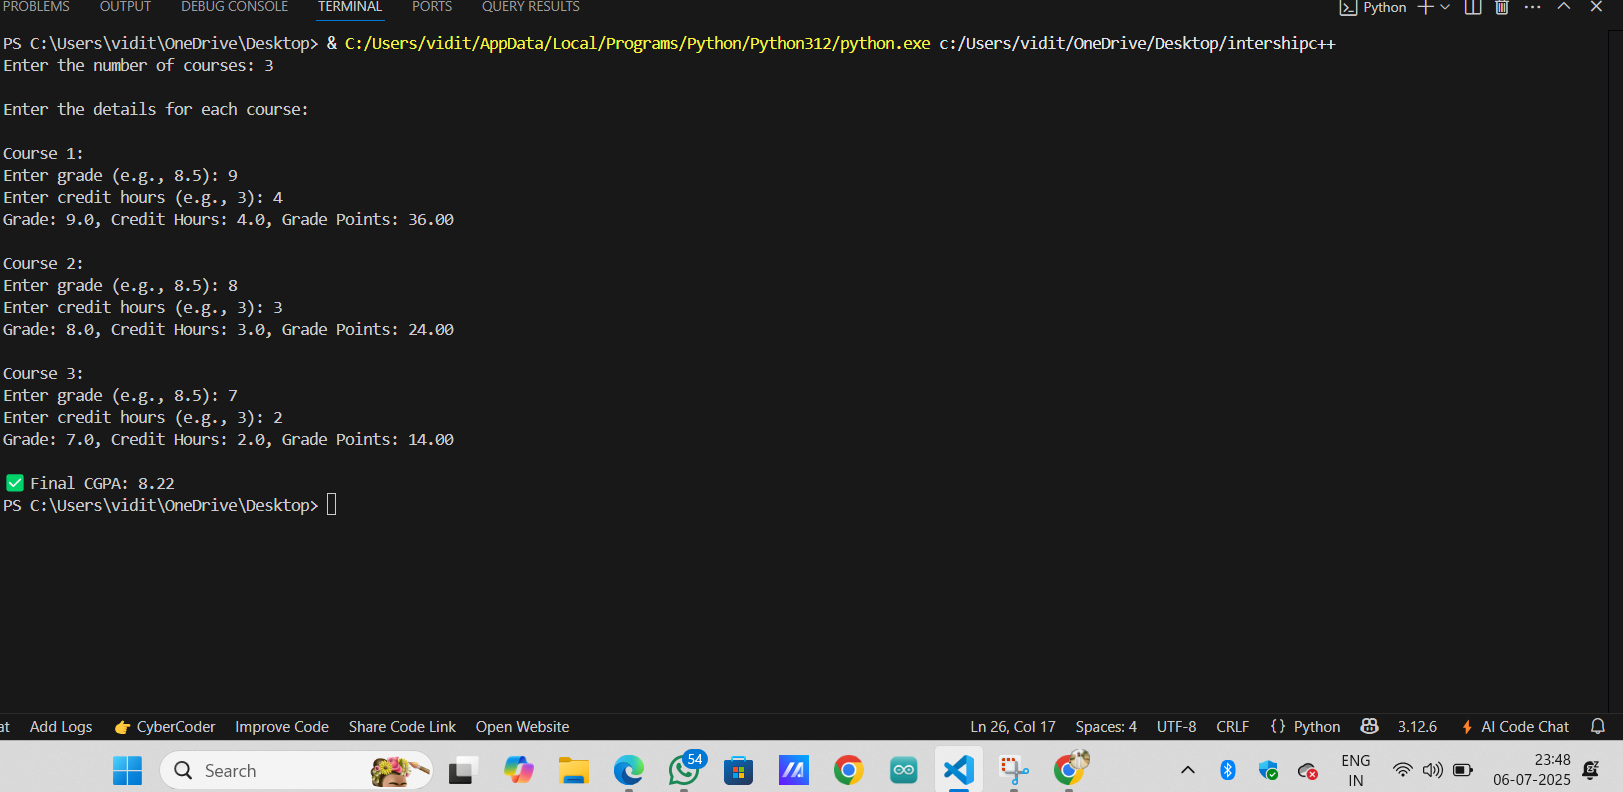 PROBLEMS OUTPUT DEBUG CONSOLE TERMINAL PORTS QUERY RESULTS Python
PS C:\Users\vidit\OneDrive\Desktop> & C:/Users/vidit/AppData/Local/Programs/Python/Python312/python.exe c:/Users/vidit/OneDrive/Desktop/intershipc++
Enter the number of courses: 3
Enter the details for each course:
Course 1:
Enter grade (e.g., 8.5): 9
Enter credit hours (e.g., 3): 4
Grade: 9.0, Credit Hours: 4.0, Grade Points: 36.00
Course 2:
Enter grade (e.g., 8.5): 8
Enter credit hours (e.g., 3): 3
Grade: 8.0, Credit Hours: 3.0, Grade Points: 24.00
Course 3:
Enter grade (e.g., 8.5): 7
Enter credit hours (e.g., 3): 2
Grade: 7.0, Credit Hours: 2.0, Grade Points: 14.00
✅ Final CGPA: 8.22
PS C:\Users\vidit\OneDrive\Desktop>
at Add Logs 👉 CyberCoder Improve Code Share Code Link Open Website Ln 26, Col 17 Spaces: 4 UTF-8 CRLF {} Python 3.12.6 AI Code Chat
Search 54 ENG 23:48
IN 06-07-2025